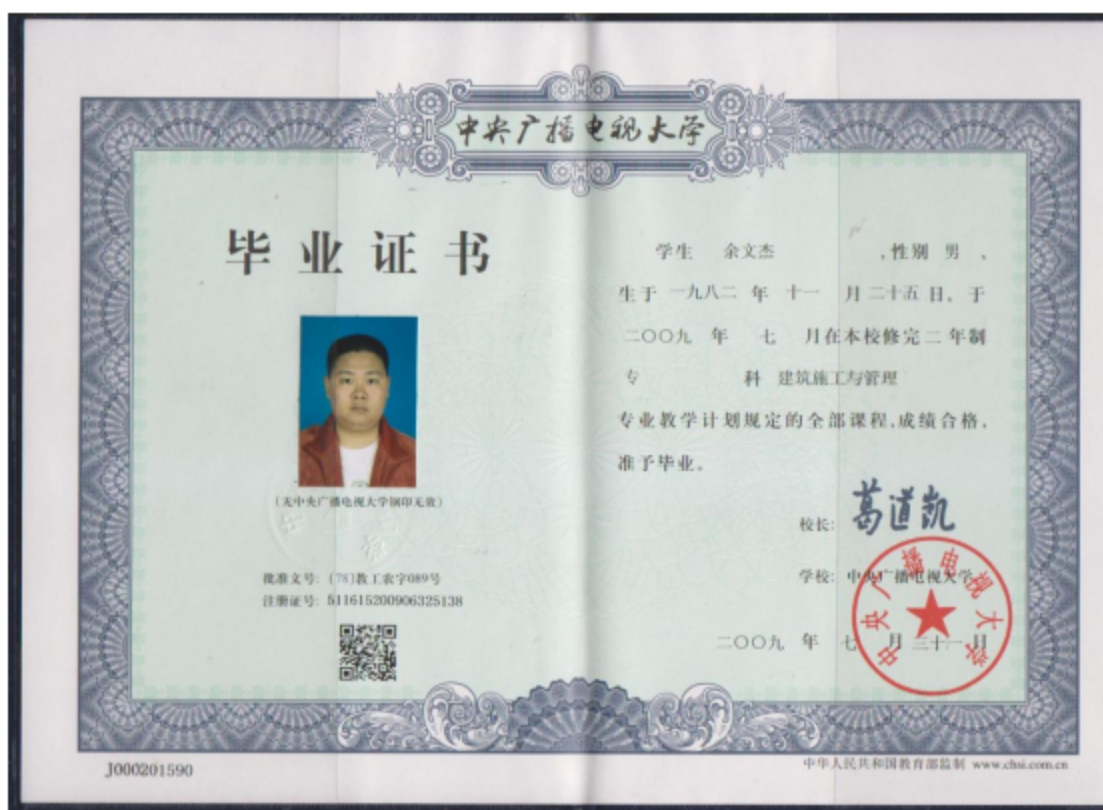 中央广播电视大学
毕业证书
(无中央广播电视大学钢印无效)
批准文号: (78)教工农字089号
注册证号: 511615200906325138
J000201590
学生 余文杰 ,性别 男 ,
生于 一九八二 年 十一 月 二十五 日, 于
二〇〇九 年 七 月在本校修完 二 年制
专 科 建筑施工与管理
专业教学计划规定的全部课程,成绩合格,
准予毕业。
校长: 葛道凯
学校: 中央广播电视大学
中央广播电视大学
二〇〇九 年 七 月 三十一 日
中华人民共和国教育部监制 www.chsi.com.cn